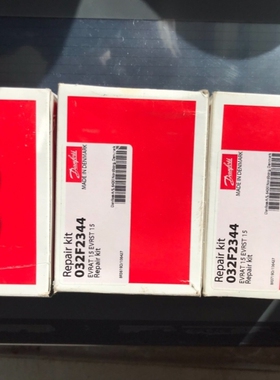 Danfoss
MADE IN DENMARK
Repair kit
032F2344
EVRAT 15 EVRST 15
Repair kit
Danfoss
MADE IN DENMARK
Repair kit
032F2344
EVRAT 15 EVRST 15
Repair kit